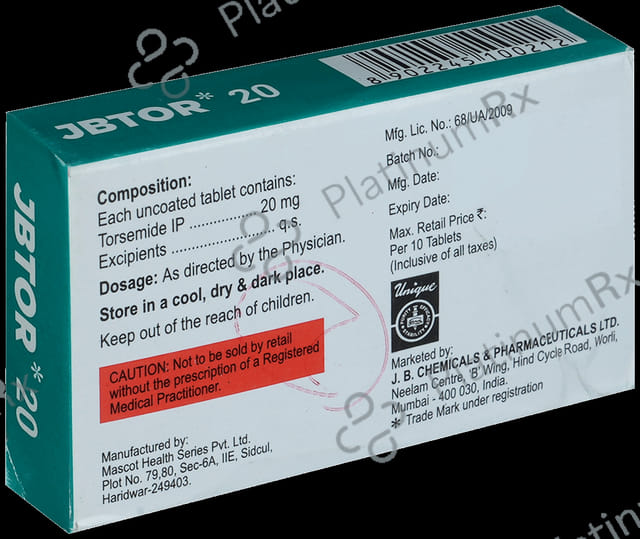 JBTOR* 20
8 902245 100212
JBTOR* 20
Composition:
Each uncoated tablet contains:
Torsemide IP ................. 20 mg
Excipients ......................... q.s.
Dosage: As directed by the Physician.
Store in a cool, dry & dark place.
Keep out of the reach of children.
CAUTION: Not to be sold by retail
without the prescription of a Registered
Medical Practitioner.
Manufactured by:
Mascot Health Series Pvt. Ltd.
Plot No. 79,80, Sec-6A, IIE, Sidcul,
Haridwar-249403.
Mfg. Lic. No.: 68/UA/2009
Batch No.:
Mfg. Date:
Expiry Date:
Max. Retail Price ₹:
Per 10 Tablets
(Inclusive of all taxes)
Unique
Marketed by:
J. B. CHEMICALS & PHARMACEUTICALS LTD.
Neelam Centre, 'B' Wing, Hind Cycle Road, Worli,
Mumbai - 400 030, India.
* Trade Mark under registration
PlatinumRx
PlatinumRx
PlatinumRx